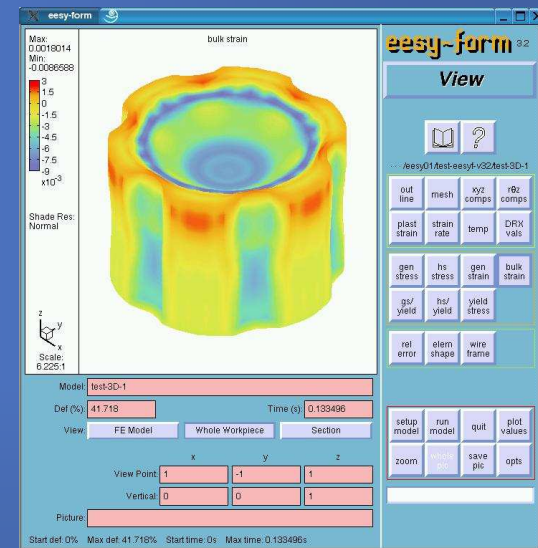 eesy-form
Max:
0.0018014
Min:
-0.0086588
3
1.5
0
-1.5
-3
-4.5
-6
-7.5
-9
x10-3
bulk strain
Shade Res:
Normal
z
y
x
Scale:
6.225:1
Model: test-3D-1
Def (%): 41.718 Time (s): 0.133496
View: FE Model Whole Workpiece Section
x y z
View Point: 1 -1 1
Vertical: 0 0 1
Picture:
Start def: 0% Max def: 41.718% Start time: 0s Max time: 0.133496s
eesy-form 3.2
View
?
/eesy01/test-eesyf-v32/test-3D-1
out line mesh xyz comps rθz comps
plast strain strain rate temp DRX vals
gen stress hs stress gen strain bulk strain
gs/ yield hs/ yield yield stress
rel error elem shape wire frame
setup model run model quit plot values
zoom whole pic save pic opts